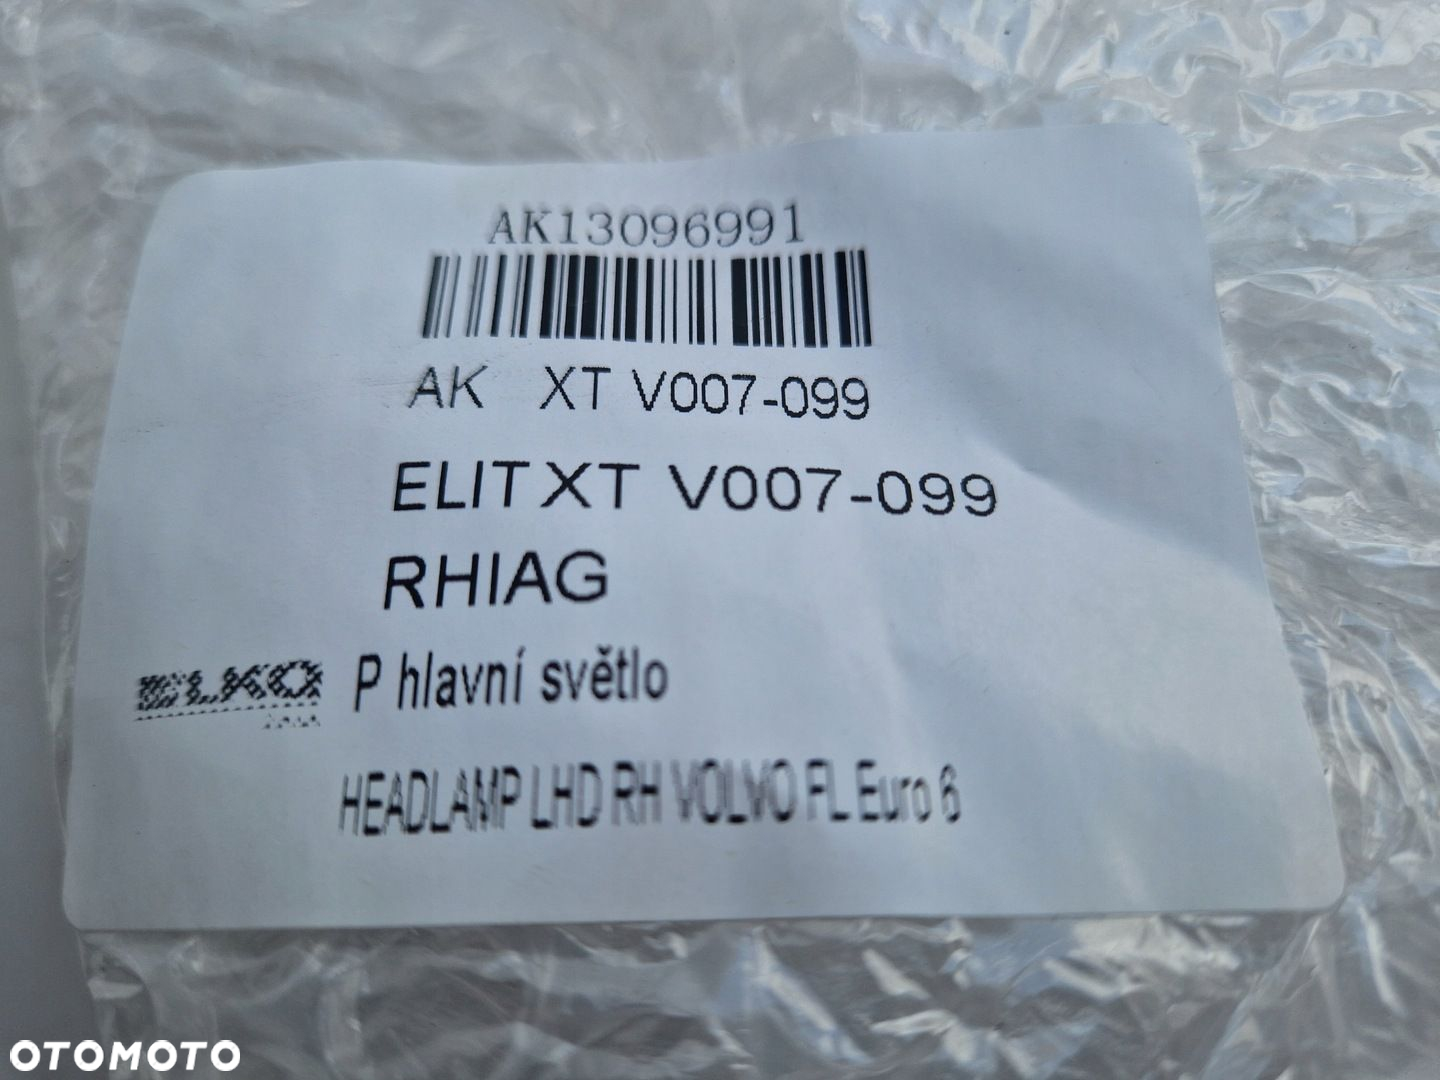 AK13096991
AK XT V007-099
ELIT XT V007-099
RHIAG
ELKO
P hlavní světlo
HEADLAMP LHD RH VOLVO FL Euro 6
OTOMOTO